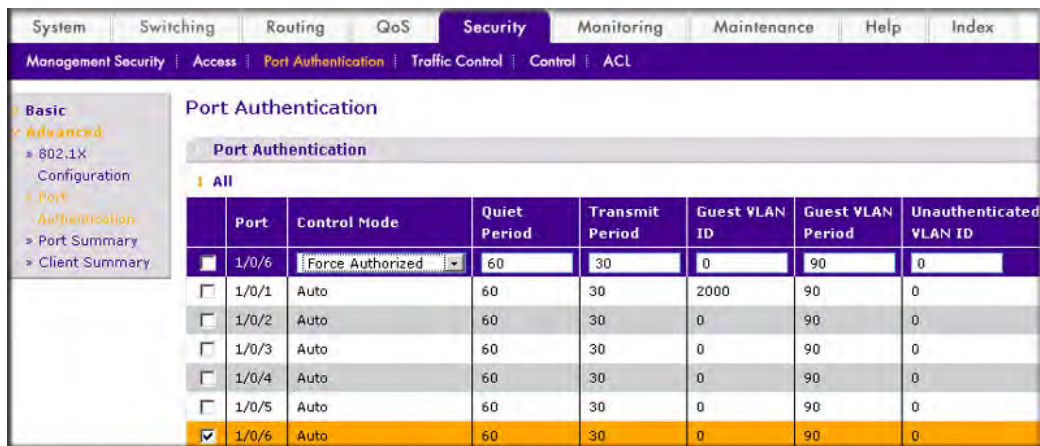 System Switching Routing QoS Security Monitoring Maintenance Help Index
Management Security Access Port Authentication Traffic Control Control ACL
Basic
Advanced
» 802.1X
Configuration
Port
Authentication
» Port Summary
» Client Summary
Port Authentication
Port Authentication
All
Port Control Mode Quiet Period Transmit Period Guest VLAN ID Guest VLAN Period Unauthenticated VLAN ID
1/0/6 Force Authorized 60 30 0 90 0
1/0/1 Auto 60 30 2000 90 0
1/0/2 Auto 60 30 0 90 0
1/0/3 Auto 60 30 0 90 0
1/0/4 Auto 60 30 0 90 0
1/0/5 Auto 60 30 0 90 0
1/0/6 Auto 60 30 0 90 0